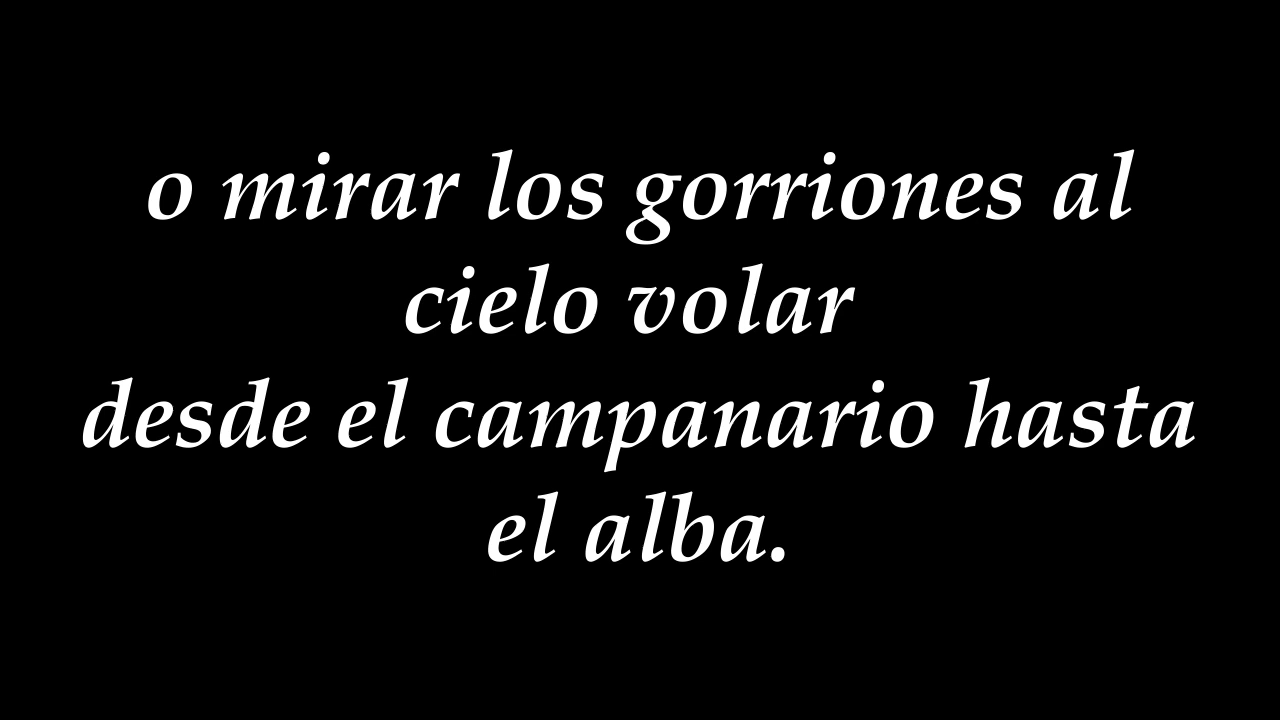 o mirar los gorriones al
cielo volar
desde el campanario hasta
el alba.